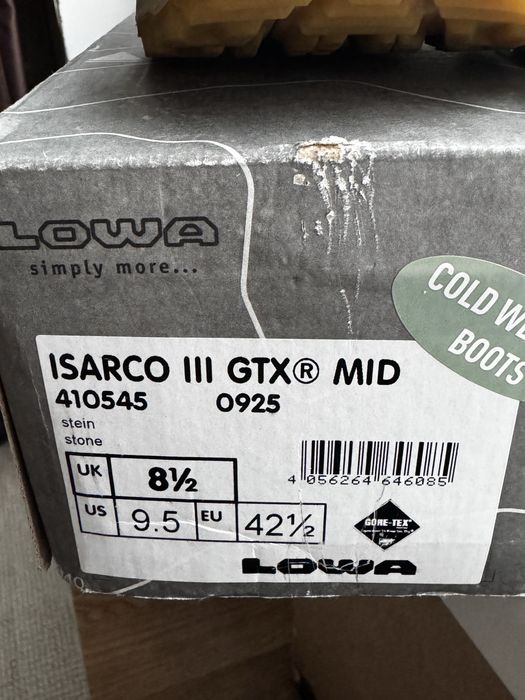 LOWA
simply more...
COLD
BOOTS
ISARCO III GTX® MID
410545 0925
stein
stone
UK 8½
4 056264 646085
US 9.5 EU 42½
GORE-TEX
LOWA